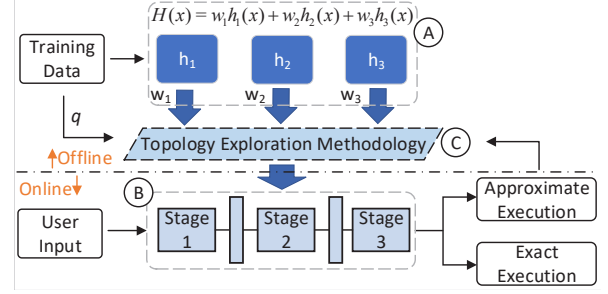 H(x) = w₁h₁(x) + w₂h₂(x) + w₃h₃(x)
A
Training
Data
h₁
h₂
h₃
w₁
w₂
w₃
q
Topology Exploration Methodology
C
Offline
Online
B
User
Input
Stage
1
Stage
2
Stage
3
Approximate
Execution
Exact
Execution